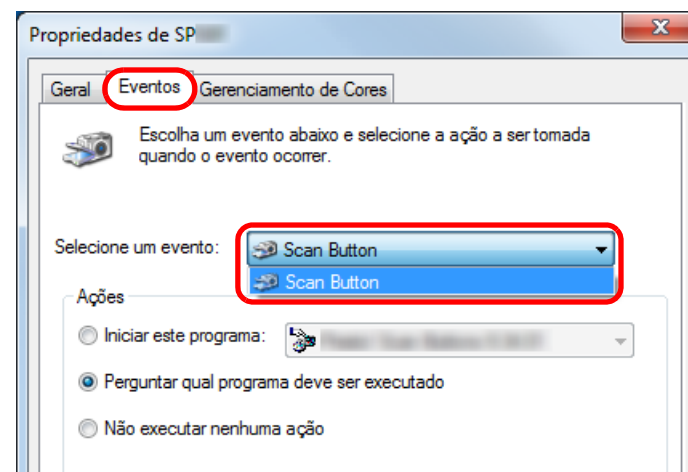 Propriedades de SP
Geral Eventos Gerenciamento de Cores
Escolha um evento abaixo e selecione a ação a ser tomada
quando o evento ocorrer.
Selecione um evento: Scan Button
Scan Button
Ações
Iniciar este programa:
Perguntar qual programa deve ser executado
Não executar nenhuma ação